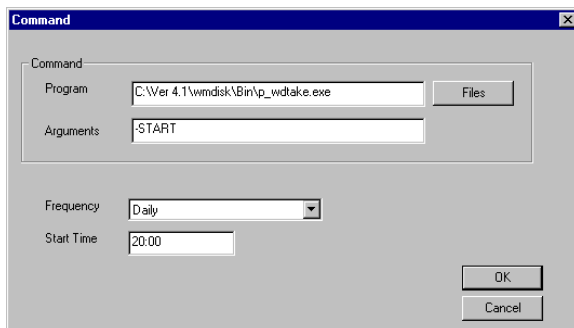 Command
Command
Program C:\Ver 4.1\wmdisk\Bin\p_wdtake.exe Files
Arguments -START
Frequency Daily
Start Time 20:00
OK
Cancel